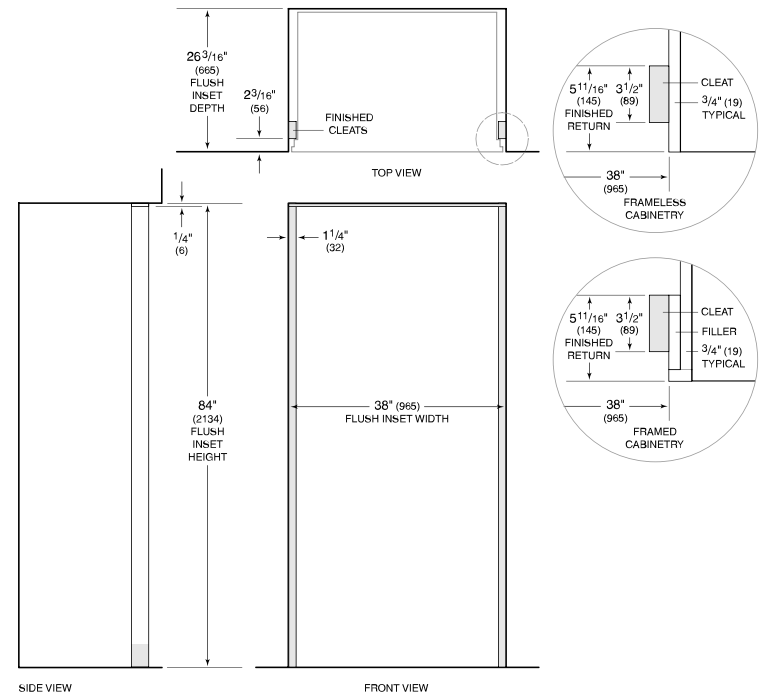 26 3/16"
(665)
FLUSH
INSET
DEPTH
2 3/16"
(56)
FINISHED
CLEATS
TOP VIEW
5 11/16"
(145)
FINISHED
RETURN
3 1/2"
(89)
CLEAT
3/4" (19)
TYPICAL
38"
(965)
FRAMELESS
CABINETRY
1/4"
(6)
1 1/4"
(32)
5 11/16"
(145)
FINISHED
RETURN
3 1/2"
(89)
CLEAT
FILLER
3/4" (19)
TYPICAL
38"
(965)
FRAMED
CABINETRY
84"
(2134)
FLUSH
INSET
HEIGHT
38" (965)
FLUSH INSET WIDTH
SIDE VIEW
FRONT VIEW